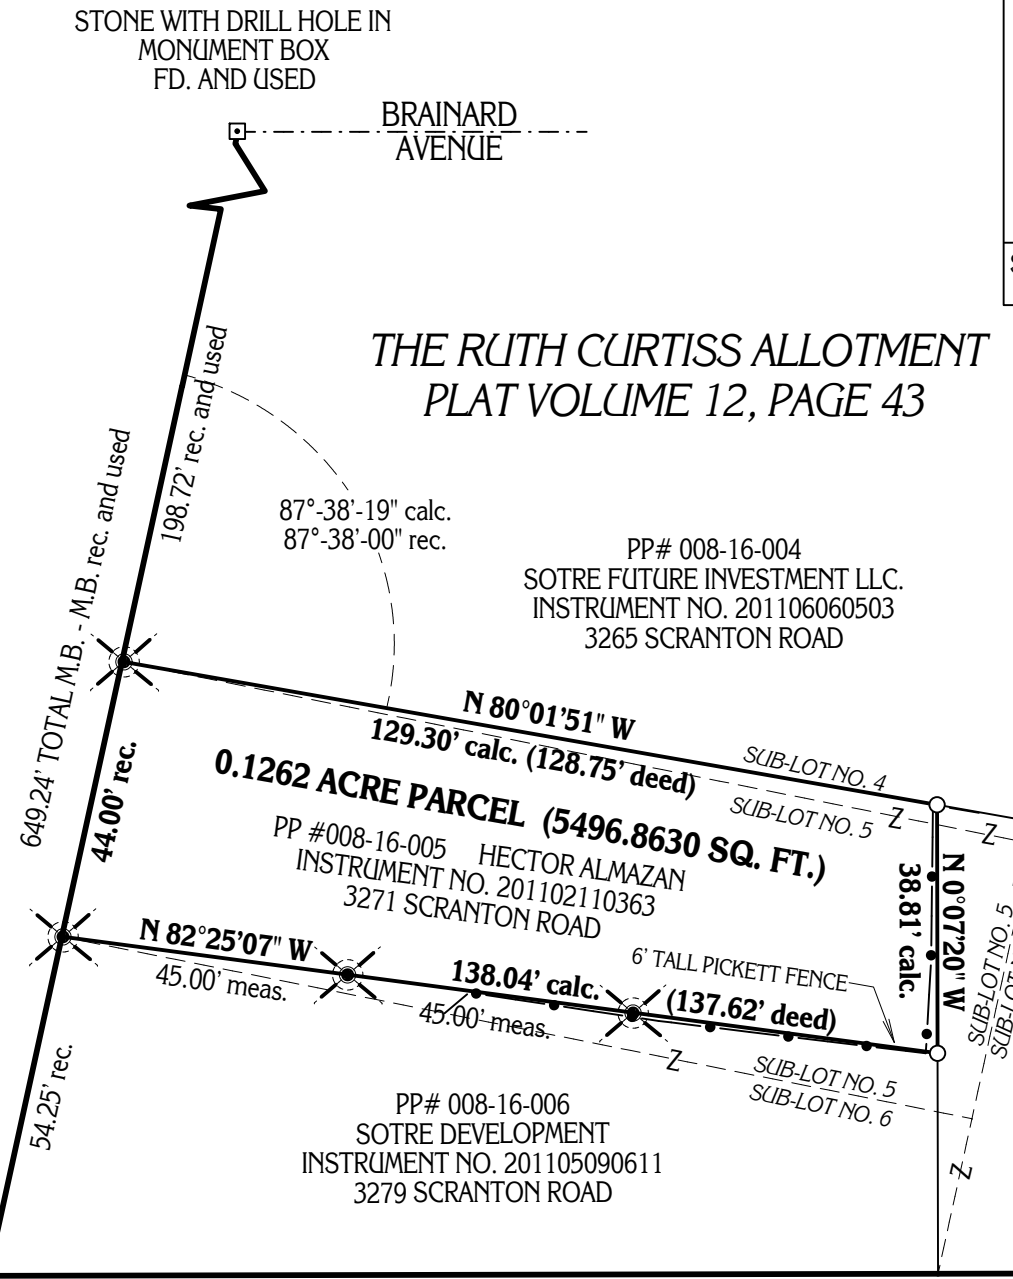 STONE WITH DRILL HOLE IN
MONUMENT BOX
FD. AND USED
BRAINARD
AVENUE
THE RUTH CURTISS ALLOTMENT
PLAT VOLUME 12, PAGE 43
198.72' rec. and used
649.24' TOTAL M.B. - M.B. rec. and used
87°-38'-19" calc.
87°-38'-00" rec.
PP# 008-16-004
SOTRE FUTURE INVESTMENT LLC.
INSTRUMENT NO. 201106060503
3265 SCRANTON ROAD
N 80°01'51" W
129.30' calc. (128.75' deed)
SUB-LOT NO. 4
SUB-LOT NO. 5
Z
Z
44.00' rec.
0.1262 ACRE PARCEL (5496.8630 SQ. FT.)
PP #008-16-005 HECTOR ALMAZAN
INSTRUMENT NO. 201102110363
3271 SCRANTON ROAD
N 0°07'20" W
38.81' calc.
SUB-LOT NO. 5
SUB-LOT
N 82°25'07" W
45.00' meas.
138.04' calc.
(137.62' deed)
45.00' meas.
6' TALL PICKETT FENCE
Z
SUB-LOT NO. 5
SUB-LOT NO. 6
Z
54.25' rec.
PP# 008-16-006
SOTRE DEVELOPMENT
INSTRUMENT NO. 201105090611
3279 SCRANTON ROAD